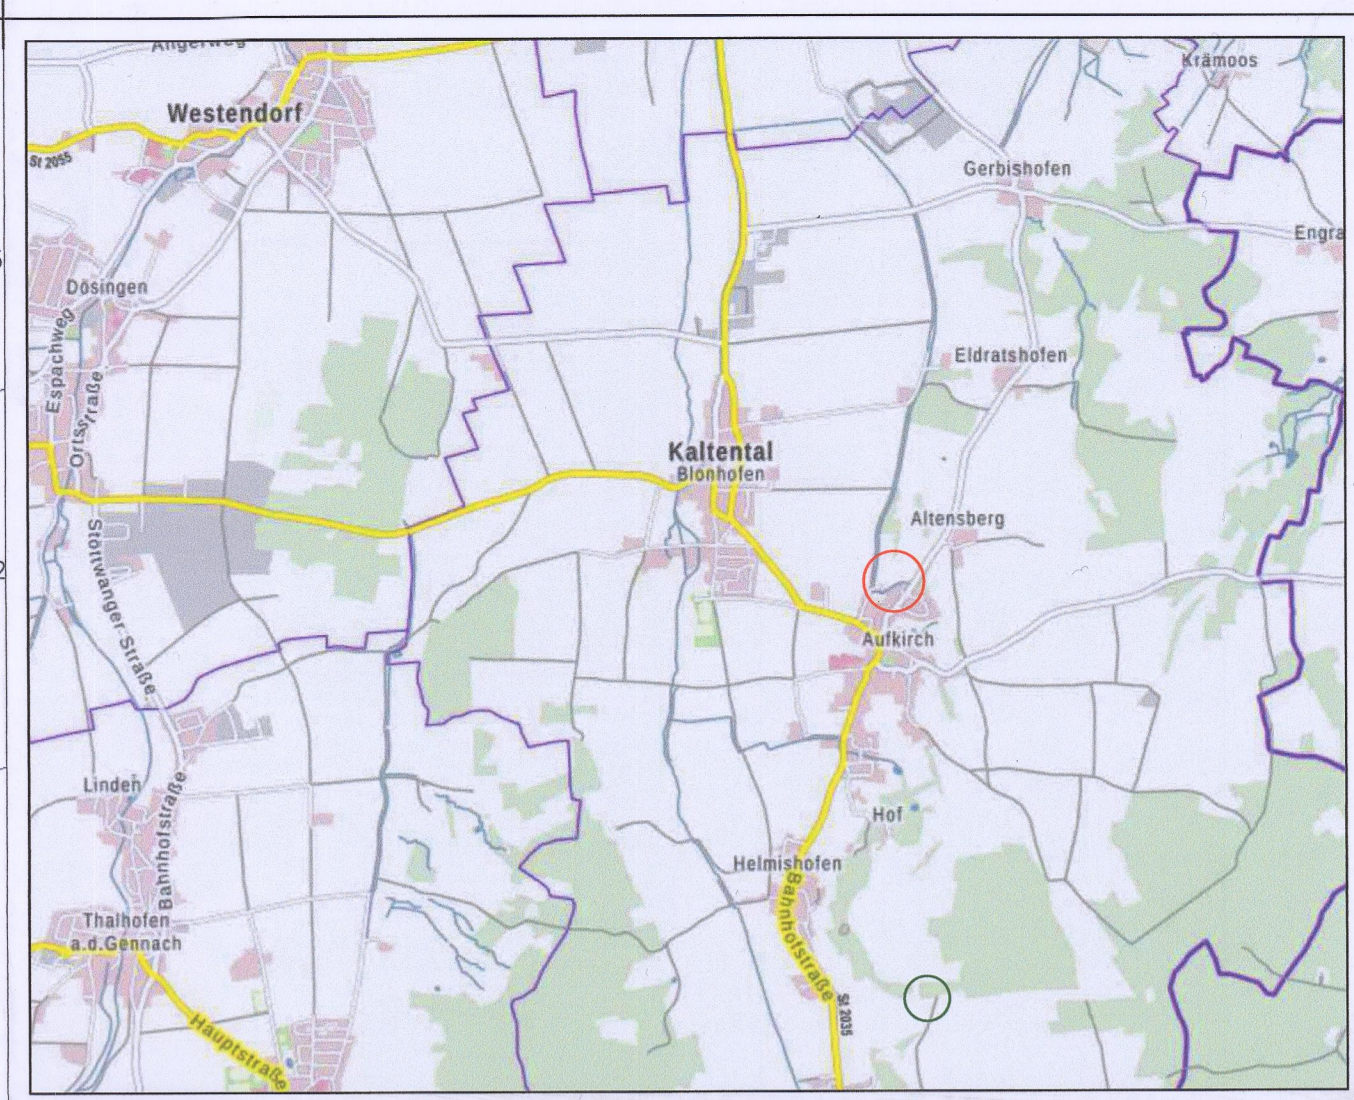 Angerweg
Krämoos
Westendorf
St 2055
Gerbishofen
Engra
Dösingen
Espachweg
Ortsstraße
Eldratshofen
Kaltental
Blonhofen
Altensberg
Stöttwanger Straße
Aufkirch
Linden
Bahnhofstraße
Hof
Helmishofen
Bahnhofstraße
Thalhofen
a.d.Gennach
St 2035
Hauptstraße